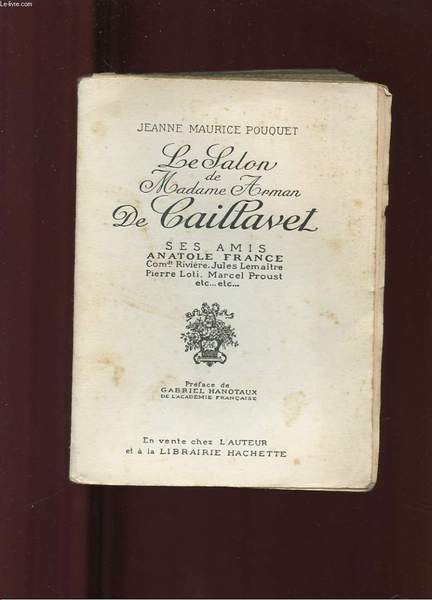 Le-livre.com
JEANNE MAURICE POUQUET
Le Salon
de
Madame Arman
De Caillavet
SES AMIS
ANATOLE FRANCE
Comdt Rivière. Jules Lemaître
Pierre Loti. Marcel Proust
etc... etc...
Préface de
GABRIEL HANOTAUX
DE L'ACADÉMIE FRANÇAISE
En vente chez L'AUTEUR
et à la LIBRAIRIE HACHETTE